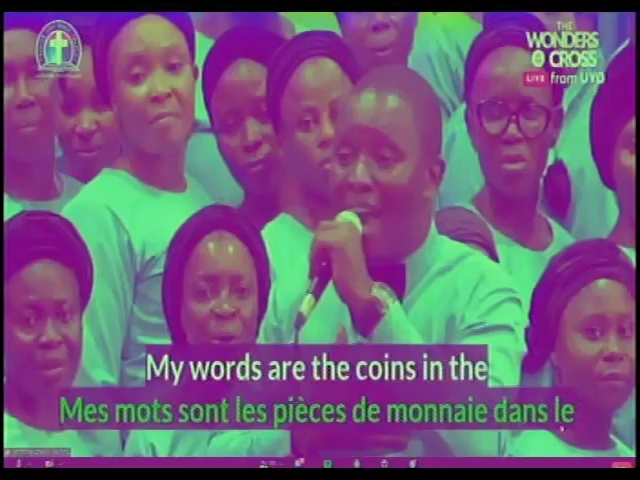 THE
WONDERS
CROSS
LIVE from UYO
My words are the coins in the
Mes mots sont les pièces de monnaie dans le